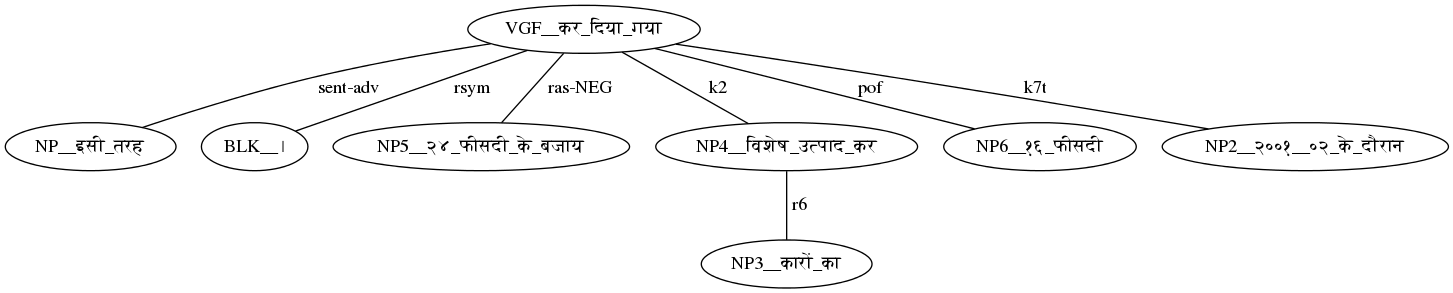 VGF__कर_दिया_गया
sent-adv rsym ras-NEG k2 pof k7t
NP__इसी_तरह BLK__। NP5__२४_फीसदी_के_बजाय NP4__विशेष_उत्पाद_कर NP6__१६_फीसदी NP2__२००१__०२_के_दौरान
r6
NP3__कारों_का